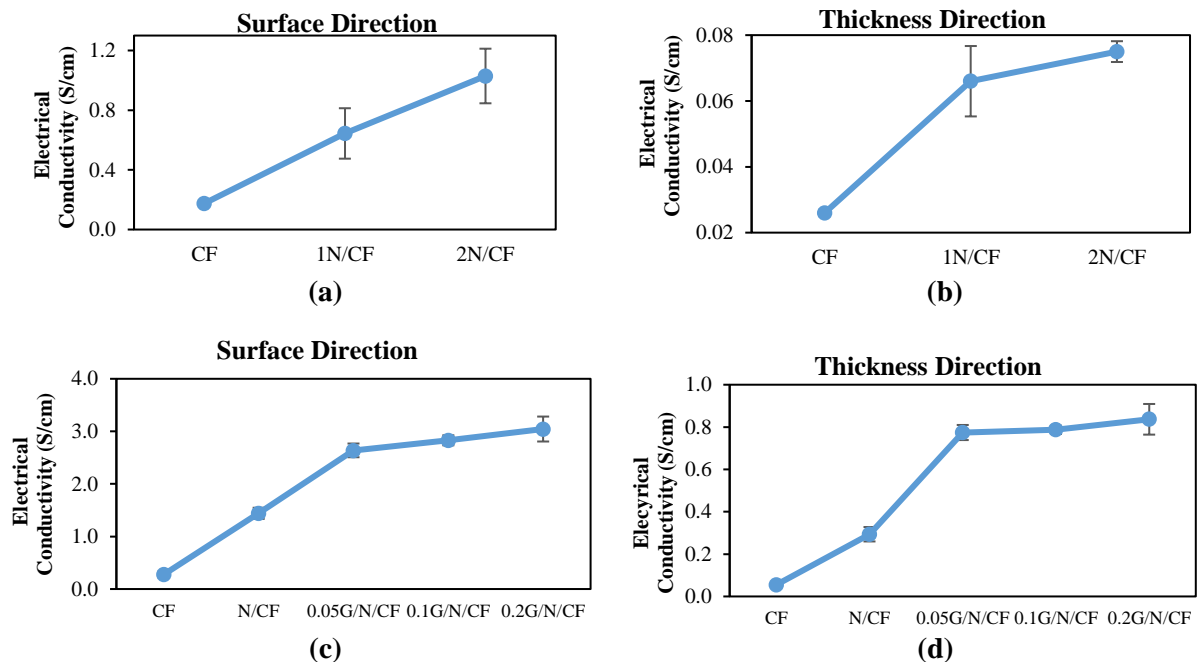 Surface Direction
Electrical
Conductivity (S/cm)
1.2
0.8
0.4
0.0
CF
1N/CF
2N/CF
(a)
Thickness Direction
Electrical
Conductivity (S/cm)
0.08
0.06
0.04
0.02
CF
1N/CF
2N/CF
(b)
Surface Direction
Electrical
Conductivity (S/cm)
4.0
3.0
2.0
1.0
0.0
CF
N/CF
0.05G/N/CF
0.1G/N/CF
0.2G/N/CF
(c)
Thickness Direction
Elecyrical
Conductivity (S/cm)
1.0
0.8
0.6
0.4
0.2
0.0
CF
N/CF
0.05G/N/CF
0.1G/N/CF
0.2G/N/CF
(d)